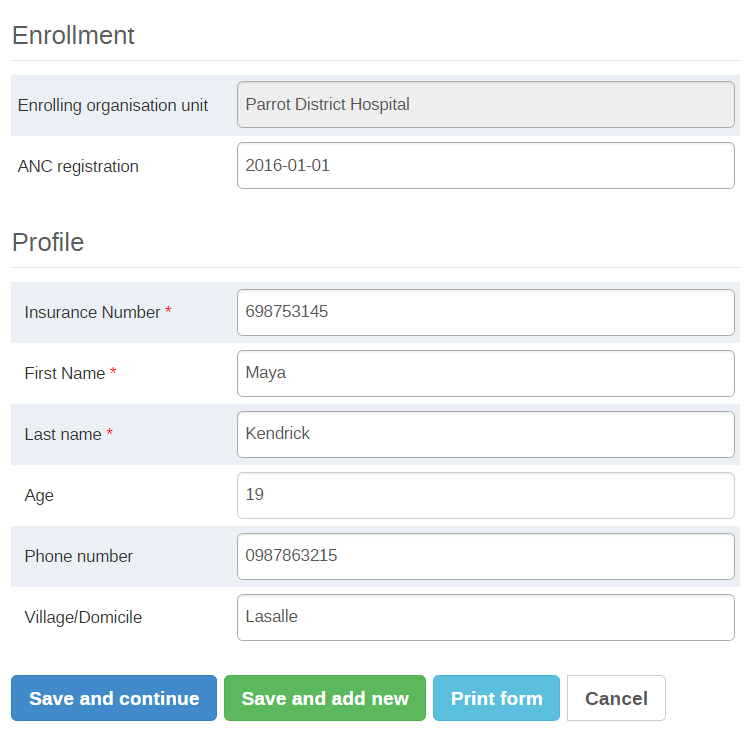 Enrollment
Enrolling organisation unit Parrot District Hospital
ANC registration 2016-01-01
Profile
Insurance Number * 698753145
First Name * Maya
Last name * Kendrick
Age 19
Phone number 0987863215
Village/Domicile Lasalle
Save and continue Save and add new Print form Cancel